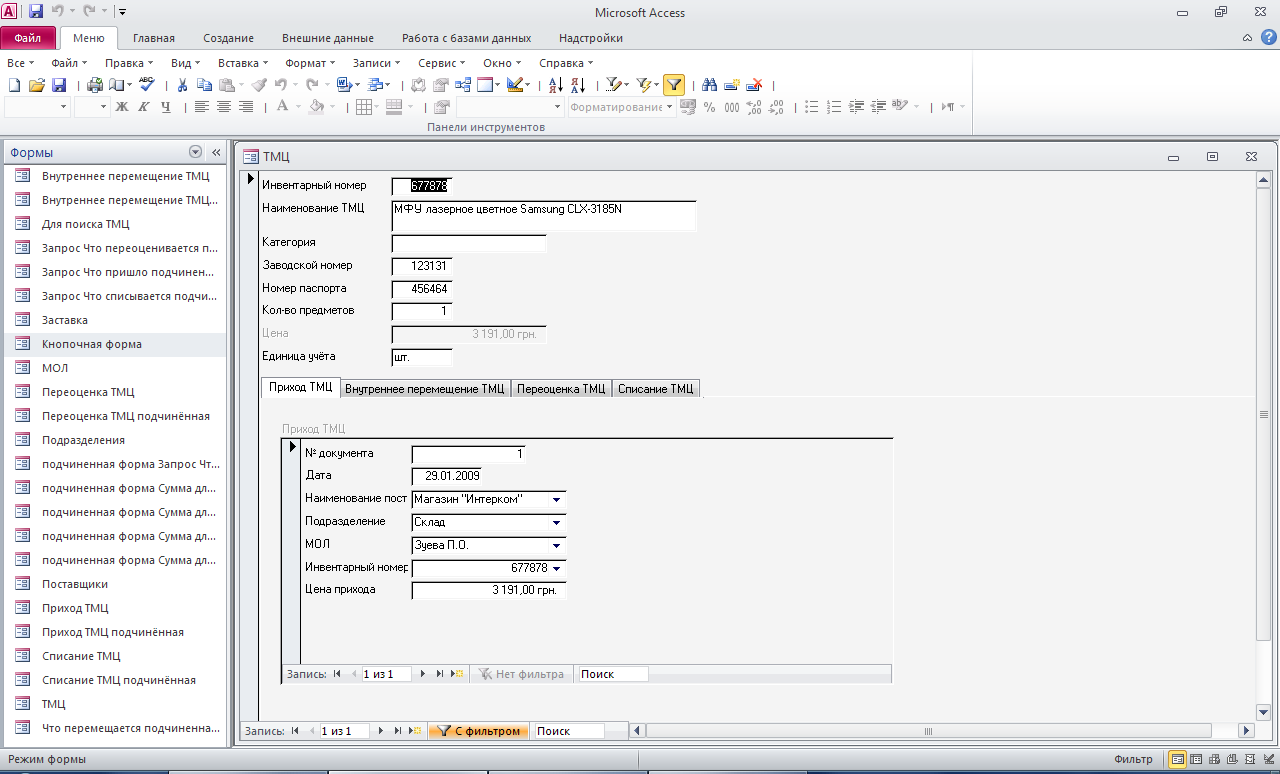 Microsoft Access
Файл Меню Главная Создание Внешние данные Работа с базами данных Надстройки
Все Файл Правка Вид Вставка Формат Записи Сервис Окно Справка
Ж К Ч A Форматирование % 000
Панели инструментов
Формы
Внутреннее перемещение ТМЦ
Внутреннее перемещение ТМЦ...
Для поиска ТМЦ
Запрос Что переоценивается п...
Запрос Что пришло подчинен...
Запрос Что списывается подчи...
Заставка
Кнопочная форма
МОЛ
Переоценка ТМЦ
Переоценка ТМЦ подчинённая
Подразделения
подчиненная форма Запрос Чт...
подчиненная форма Сумма дл...
подчиненная форма Сумма дл...
подчиненная форма Сумма дл...
подчиненная форма Сумма дл...
Поставщики
Приход ТМЦ
Приход ТМЦ подчинённая
Списание ТМЦ
Списание ТМЦ подчинённая
ТМЦ
Что перемещается подчиненна...
ТМЦ
Инвентарный номер 677878
Наименование ТМЦ МФУ лазерное цветное Samsung CLX-3185N
Категория
Заводской номер 123131
Номер паспорта 456464
Кол-во предметов 1
Цена 3 191,00 грн.
Единица учёта шт.
Приход ТМЦ Внутреннее перемещение ТМЦ Переоценка ТМЦ Списание ТМЦ
Приход ТМЦ
№ документа 1
Дата 29.01.2009
Наименование пост Магазин "Интерком"
Подразделение Склад
МОЛ Зуева П.О.
Инвентарный номер 677878
Цена прихода 3 191,00 грн.
Запись: 1 из 1 Нет фильтра Поиск
Запись: 1 из 1 С фильтром Поиск
Режим формы Фильтр